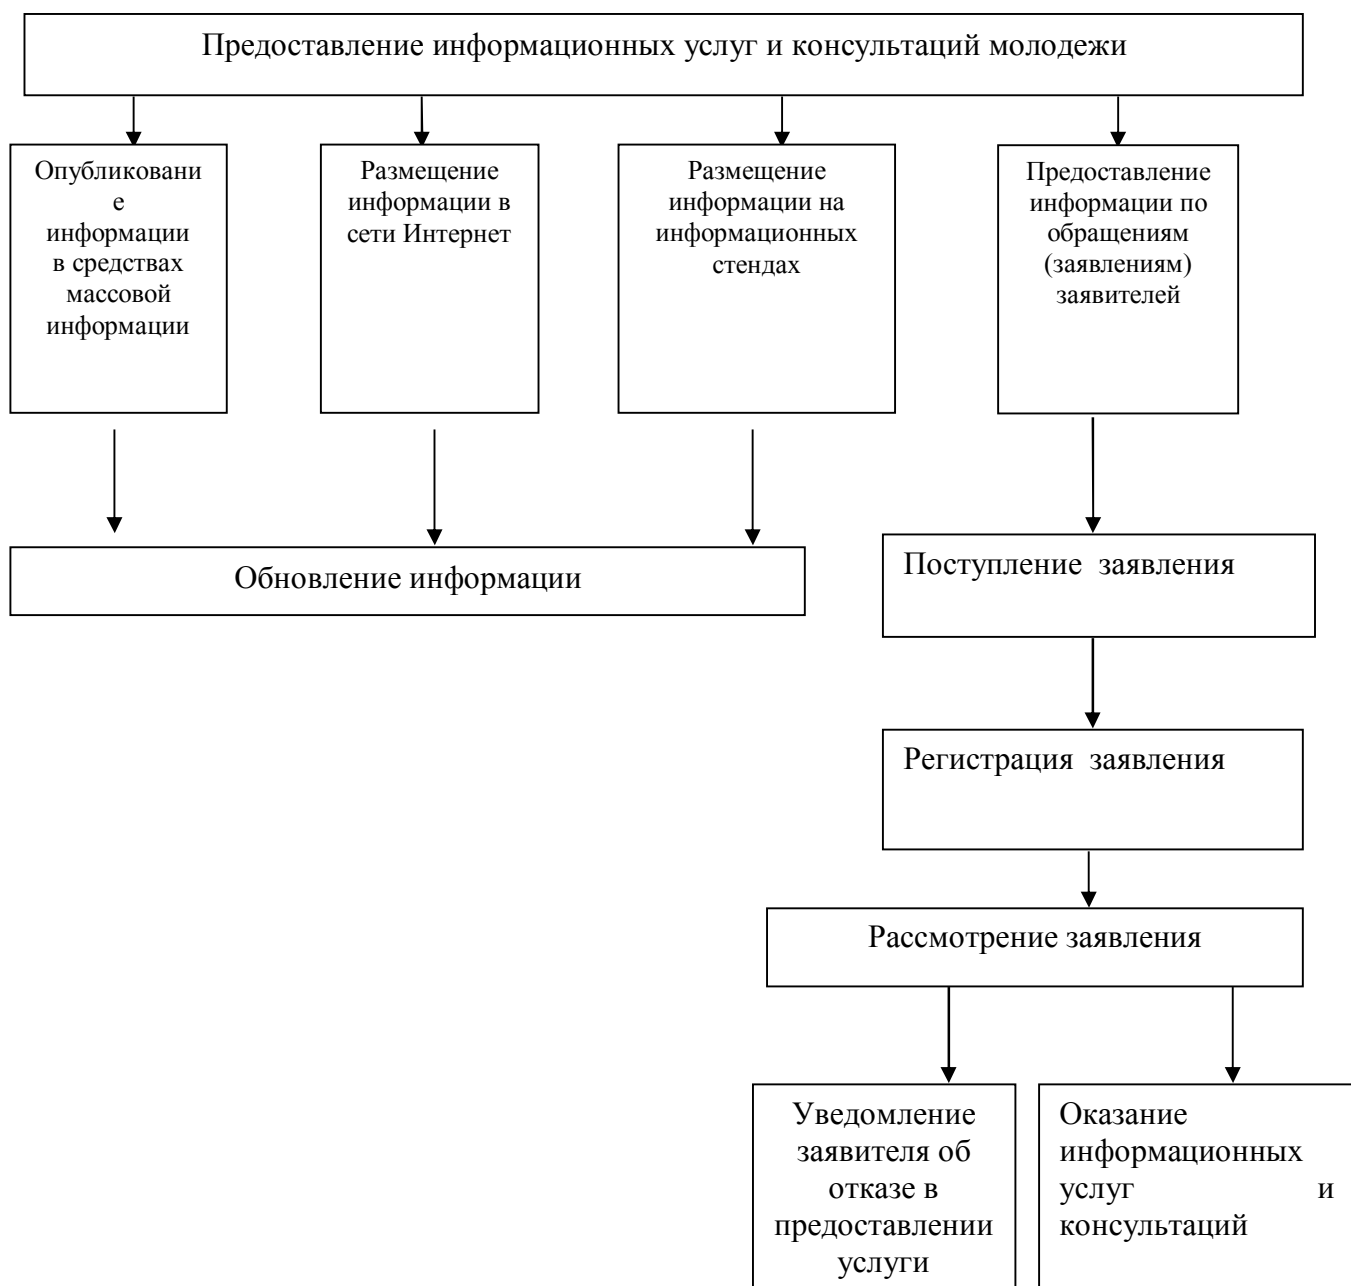 Предоставление информационных услуг и консультаций молодежи
Опубликовани
е
информации
в средствах
массовой
информации
Размещение
информации в
сети Интернет
Размещение
информации на
информационных
стендах
Предоставление
информации по
обращениям
(заявлениям)
заявителей
Обновление информации
Поступление заявления
Регистрация заявления
Рассмотрение заявления
Уведомление
заявителя об
отказе в
предоставлении
услуги
Оказание
информационных
услуг и
консультаций